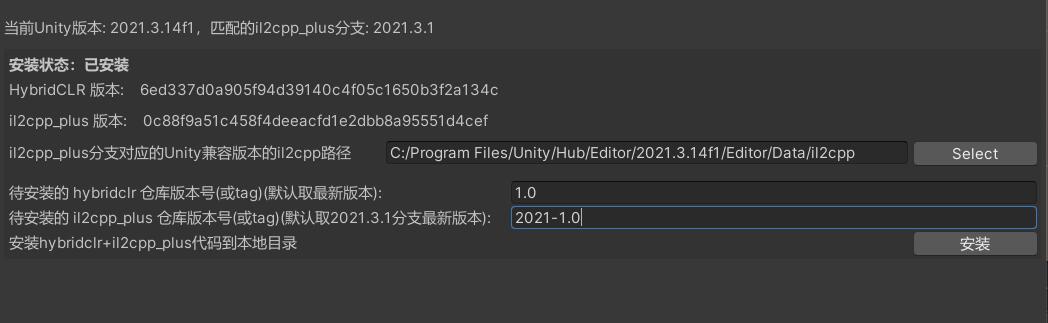 当前Unity版本: 2021.3.14f1，匹配的il2cpp_plus分支: 2021.3.1
安装状态：已安装
HybridCLR 版本: 6ed337d0a905f94d39140c4f05c1650b3f2a134c
il2cpp_plus 版本: 0c88f9a51c458f4deeacfd1e2dbb8a95551d4cef
il2cpp_plus分支对应的Unity兼容版本的il2cpp路径 C:/Program Files/Unity/Hub/Editor/2021.3.14f1/Editor/Data/il2cpp Select
待安装的 hybridclr 仓库版本号(或tag)(默认取最新版本): 1.0
待安装的 il2cpp_plus 仓库版本号(或tag)(默认取2021.3.1分支最新版本): 2021-1.0
安装hybridclr+il2cpp_plus代码到本地目录 安装